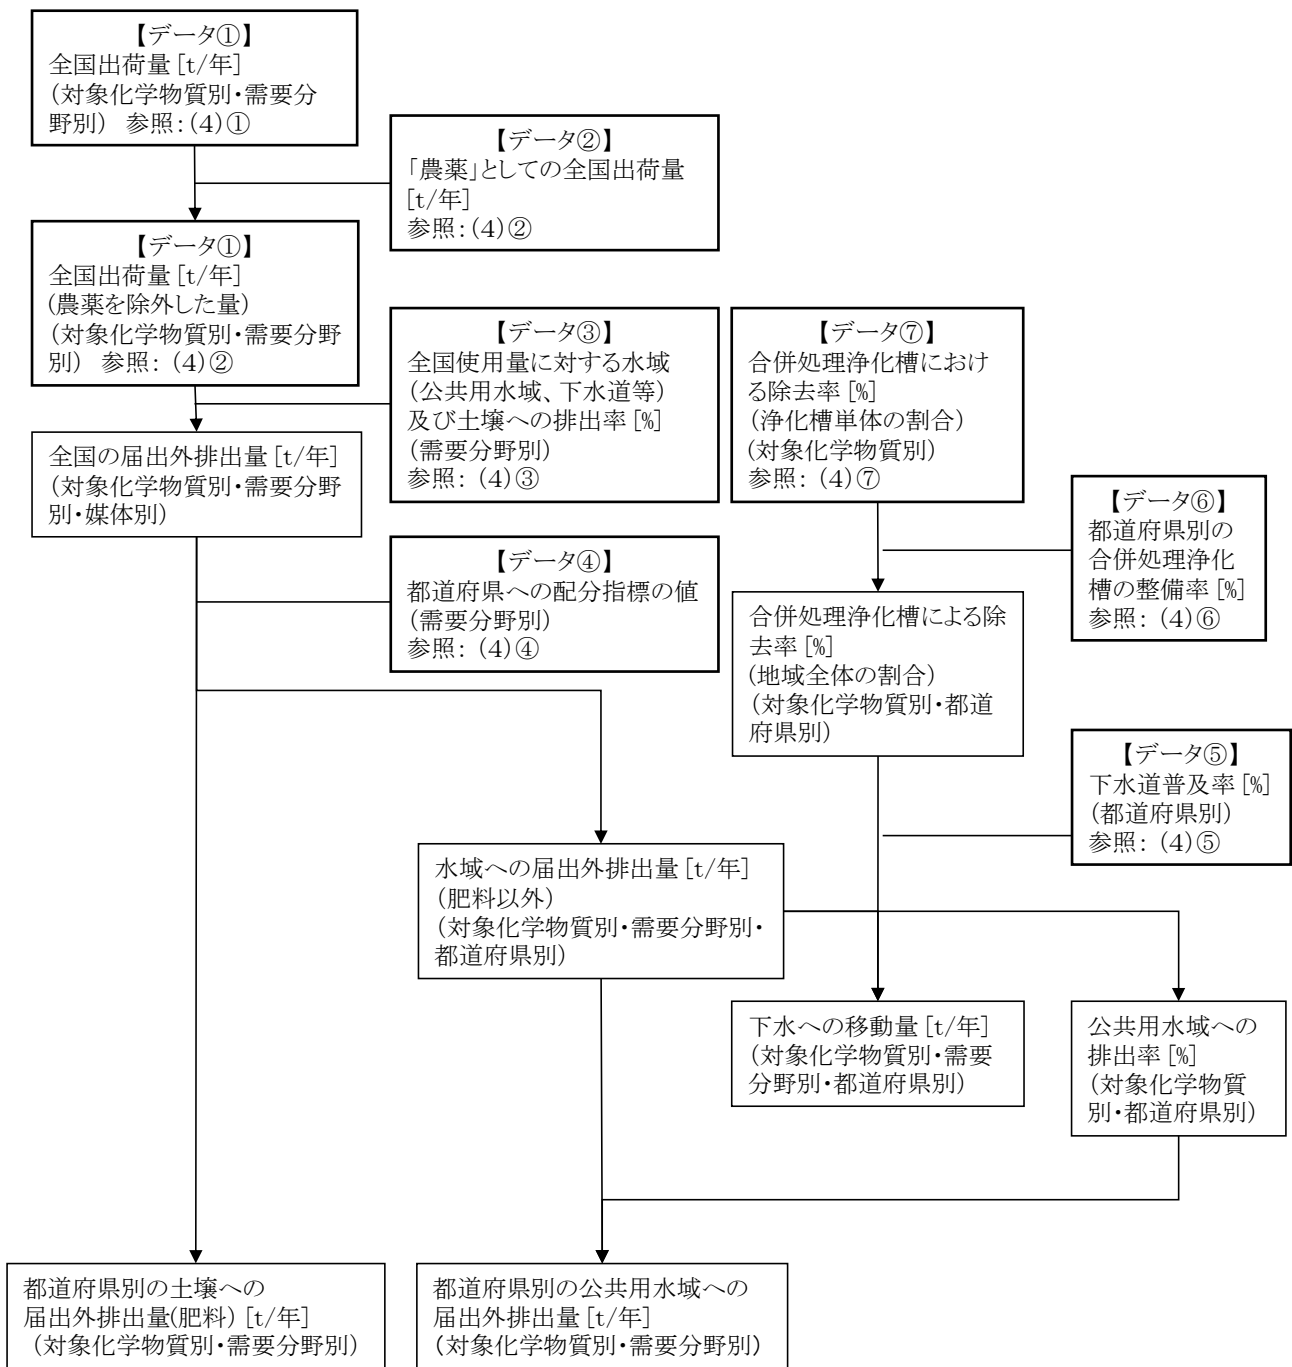 【データ①】
全国出荷量[t/年]
(対象化学物質別・需要分
野別) 参照:(4)①
【データ②】
「農薬」としての全国出荷量
[t/年]
参照:(4)②
【データ①】
全国出荷量[t/年]
(農薬を除外した量)
(対象化学物質別・需要分野
別) 参照: (4)②
【データ③】
全国使用量に対する水域
(公共用水域、下水道等)
及び土壌への排出率[%]
(需要分野別)
参照: (4)③
【データ⑦】
合併処理浄化槽におけ
る除去率[%]
(浄化槽単体の割合)
(対象化学物質別)
参照: (4)⑦
全国の届出外排出量[t/年]
(対象化学物質別・需要分野
別・媒体別)
【データ⑥】
都道府県別の
合併処理浄化
槽の整備率[%]
参照: (4)⑥
【データ④】
都道府県への配分指標の値
(需要分野別)
参照: (4)④
合併処理浄化槽による除
去率[%]
(地域全体の割合)
(対象化学物質別・都道
府県別)
【データ⑤】
下水道普及率[%]
(都道府県別)
参照: (4)⑤
水域への届出外排出量[t/年]
(肥料以外)
(対象化学物質別・需要分野別・
都道府県別)
下水への移動量[t/年]
(対象化学物質別・需要
分野別・都道府県別)
公共用水域への
排出率[%]
(対象化学物質
別・都道府県別)
都道府県別の土壌への
届出外排出量(肥料)[t/年]
(対象化学物質別・需要分野別)
都道府県別の公共用水域への
届出外排出量[t/年]
(対象化学物質別・需要分野別)